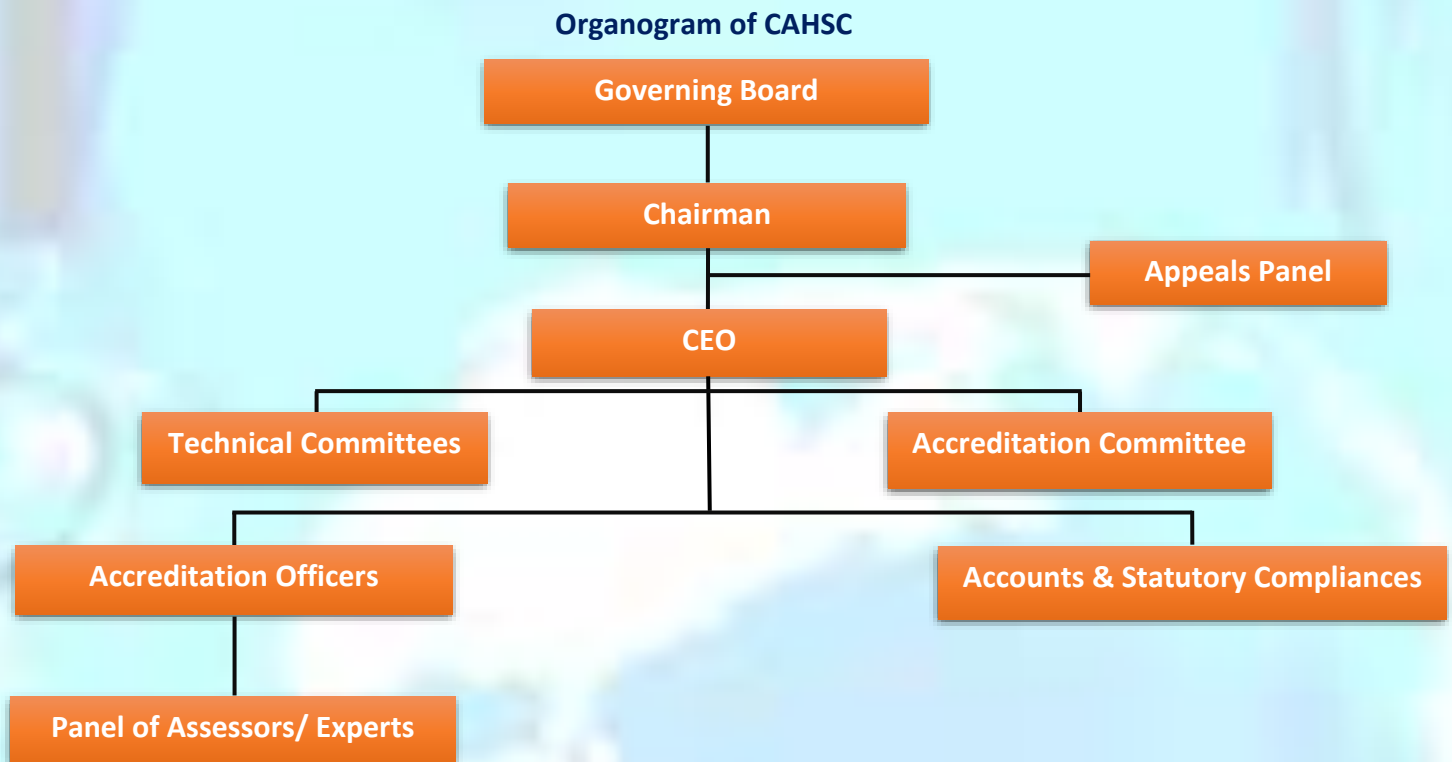 Organogram of CAHSC
Governing Board
Chairman
Appeals Panel
CEO
Technical Committees
Accreditation Committee
Accreditation Officers
Accounts & Statutory Compliances
Panel of Assessors/ Experts